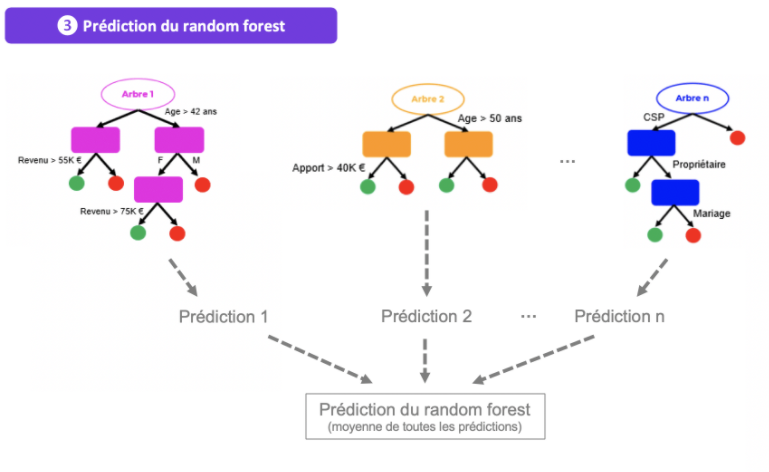 3 Prédiction du random forest
Arbre 1
Age > 42 ans
Revenu > 55K €
F
M
Revenu > 75K €
Arbre 2
Age > 50 ans
Apport > 40K €
...
Arbre n
CSP
Propriétaire
Mariage
Prédiction 1
Prédiction 2
...
Prédiction n
Prédiction du random forest
(moyenne de toutes les prédictions)